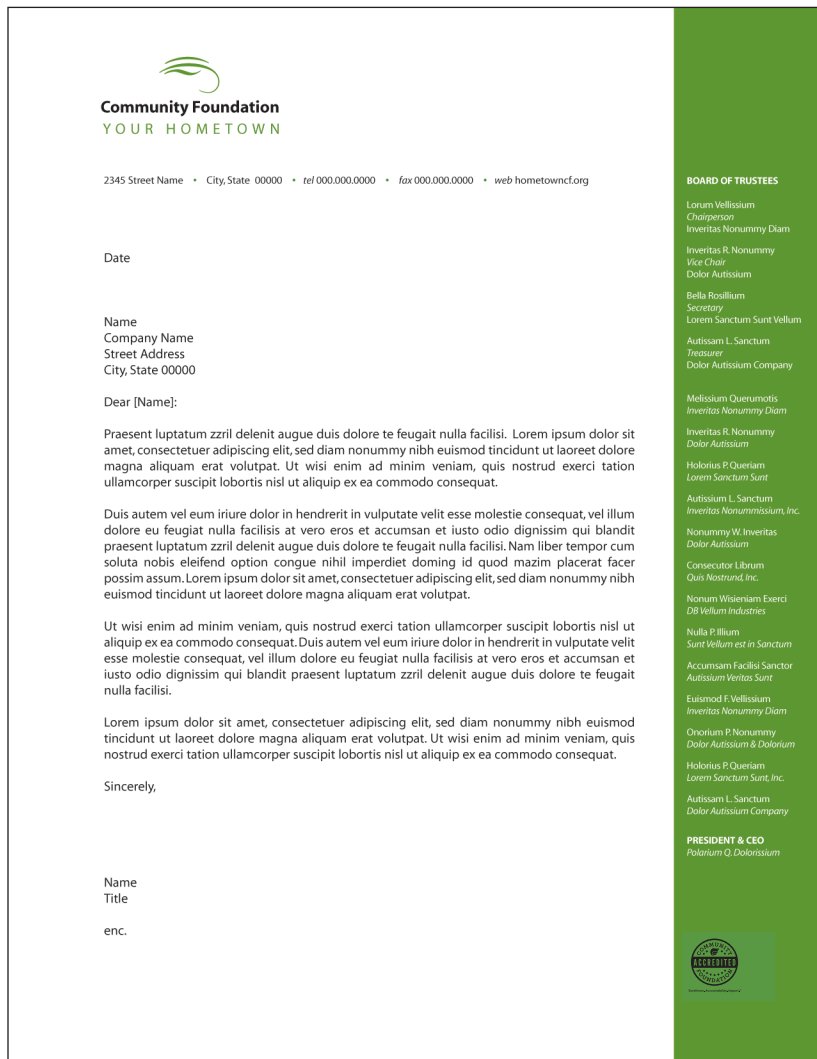 Community Foundation
YOUR HOMETOWN
2345 Street Name • City, State 00000 • tel 000.000.0000 • fax 000.000.0000 • web hometowncf.org
Date
Name
Company Name
Street Address
City, State 00000
Dear [Name]:
Praesent luptatum zzril delenit augue duis dolore te feugait nulla facilisi. Lorem ipsum dolor sit
amet, consectetuer adipiscing elit, sed diam nonummy nibh euismod tincidunt ut laoreet dolore
magna aliquam erat volutpat. Ut wisi enim ad minim veniam, quis nostrud exerci tation
ullamcorper suscipit lobortis nisl ut aliquip ex ea commodo consequat.
Duis autem vel eum iriure dolor in hendrerit in vulputate velit esse molestie consequat, vel illum
dolore eu feugiat nulla facilisis at vero eros et accumsan et iusto odio dignissim qui blandit
praesent luptatum zzril delenit augue duis dolore te feugait nulla facilisi. Nam liber tempor cum
soluta nobis eleifend option congue nihil imperdiet doming id quod mazim placerat facer
possim assum. Lorem ipsum dolor sit amet, consectetuer adipiscing elit, sed diam nonummy nibh
euismod tincidunt ut laoreet dolore magna aliquam erat volutpat.
Ut wisi enim ad minim veniam, quis nostrud exerci tation ullamcorper suscipit lobortis nisl ut
aliquip ex ea commodo consequat. Duis autem vel eum iriure dolor in hendrerit in vulputate velit
esse molestie consequat, vel illum dolore eu feugiat nulla facilisis at vero eros et accumsan et
iusto odio dignissim qui blandit praesent luptatum zzril delenit augue duis dolore te feugait
nulla facilisi.
Lorem ipsum dolor sit amet, consectetuer adipiscing elit, sed diam nonummy nibh euismod
tincidunt ut laoreet dolore magna aliquam erat volutpat. Ut wisi enim ad minim veniam, quis
nostrud exerci tation ullamcorper suscipit lobortis nisl ut aliquip ex ea commodo consequat.
Sincerely,
Name
Title
enc.
BOARD OF TRUSTEES
Lorum Vellissium
Chairperson
Inveritas Nonummy Diam
Inveritas R. Nonummy
Vice Chair
Dolor Autissium
Bella Rosillium
Secretary
Lorem Sanctum Sunt Vellum
Autissam L. Sanctum
Treasurer
Dolor Autissium Company
Melissium Querumotis
Inveritas Nonummy Diam
Inveritas R. Nonummy
Dolor Autissium
Holorius P. Queriam
Lorem Sanctum Sunt
Autissium L. Sanctum
Inveritas Nonummissium, Inc.
Nonummy W. Inveritas
Dolor Autissium
Consecutor Librum
Quis Nostrund, Inc.
Nonum Wisieniam Exerci
DB Vellum Industries
Nulla P. Illium
Sunt Vellum est in Sanctum
Accumsam Facilisi Sanctor
Autissium Veritas Sunt
Euismod F. Vellissium
Inveritas Nonummy Diam
Onorium P. Nonummy
Dolor Autissium & Dolorium
Holorius P. Queriam
Lorem Sanctum Sunt, Inc.
Autissam L. Sanctum
Dolor Autissium Company
PRESIDENT & CEO
Polarium Q. Dolorissium
COMMUNITY
ACCREDITED
FOUNDATION